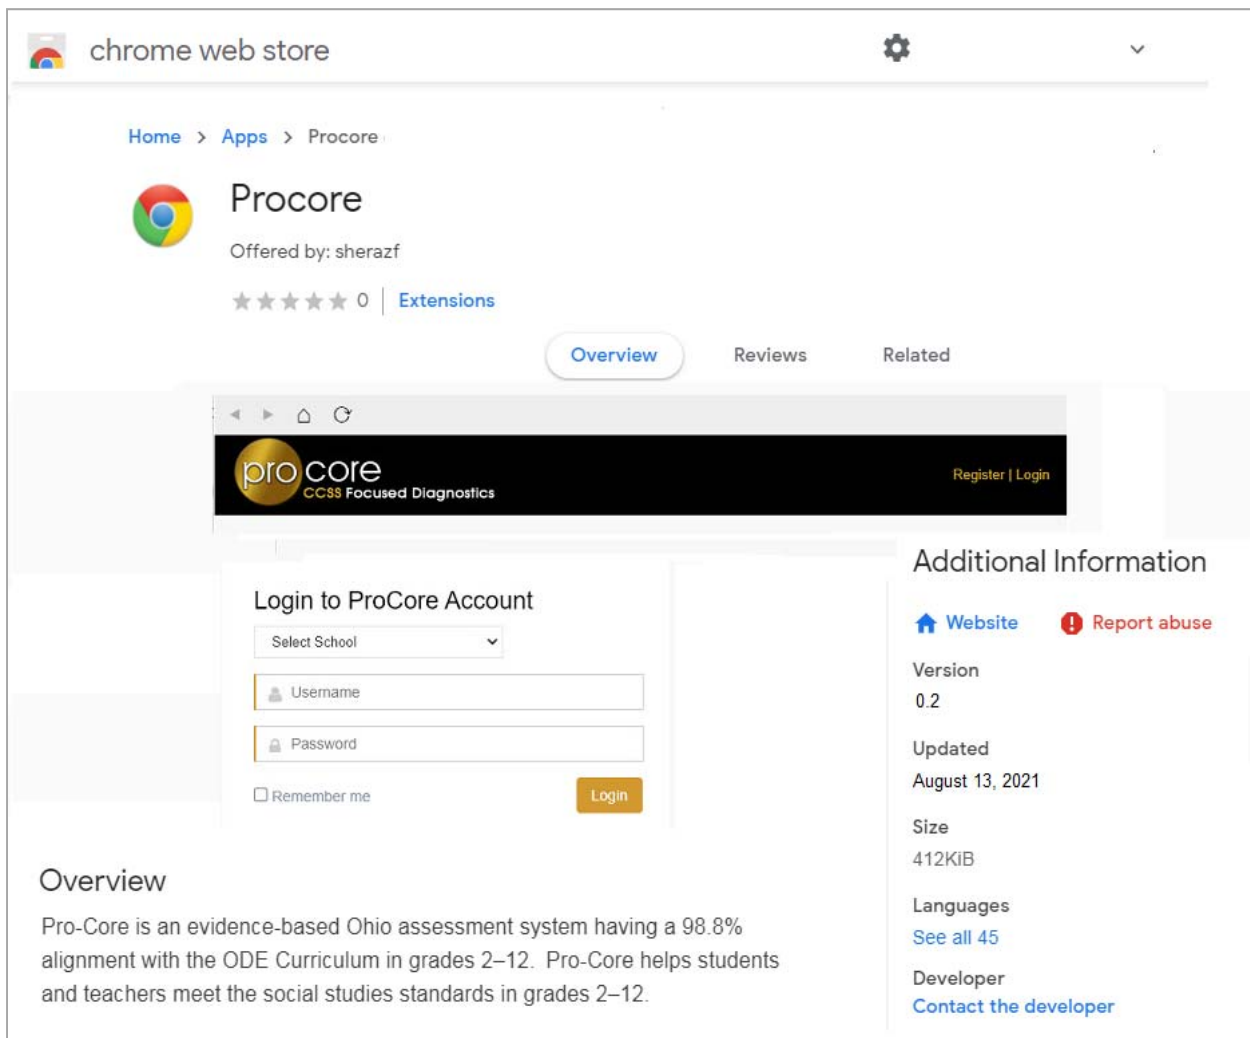 chrome web store
Home > Apps > Procore
Procore
Offered by: sherazf
0 | Extensions
Overview Reviews Related
pro core
CCSS Focused Diagnostics
Register | Login
Login to ProCore Account
Select School
Username
Password
Remember me Login
Additional Information
Website Report abuse
Version
0.2
Updated
August 13, 2021
Size
412KiB
Languages
See all 45
Developer
Contact the developer
Overview
Pro-Core is an evidence-based Ohio assessment system having a 98.8%
alignment with the ODE Curriculum in grades 2–12. Pro-Core helps students
and teachers meet the social studies standards in grades 2–12.